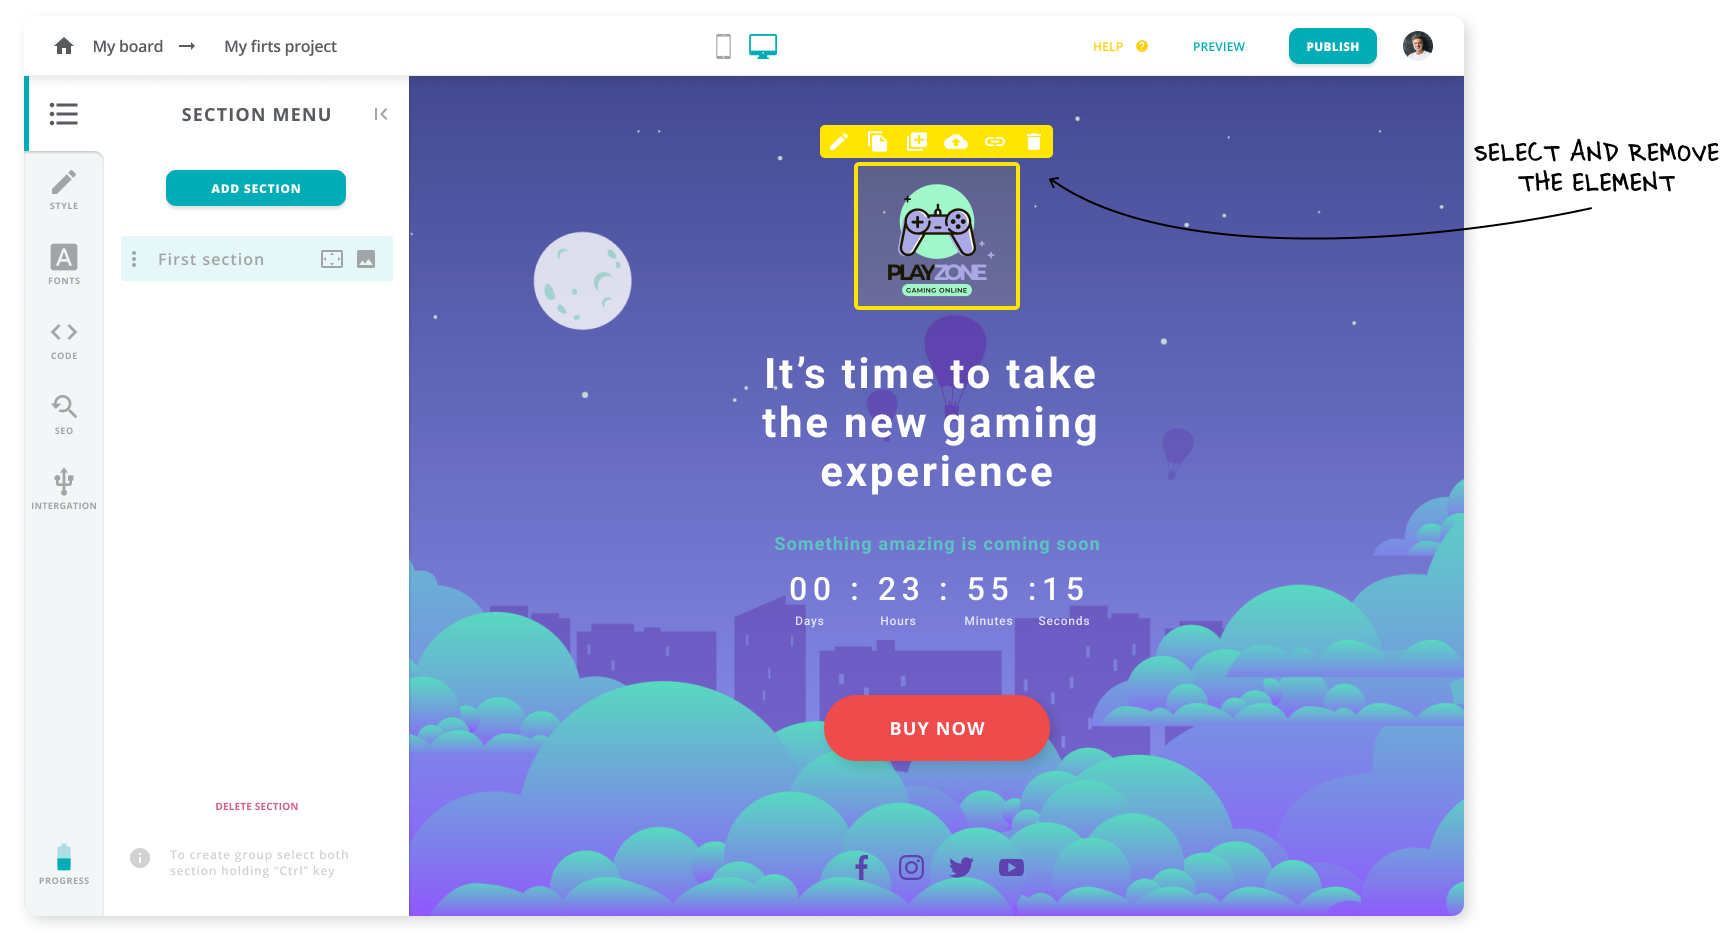 My board → My firts project
HELP ?
PREVIEW
PUBLISH
SECTION MENU
ADD SECTION
First section
STYLE
A
FONTS
CODE
SEO
INTERGATION
DELETE SECTION
To create group select both
section holding "Ctrl" key
PROGRESS
PLAYZONE
GAMING ONLINE
It's time to take
the new gaming
experience
Something amazing is coming soon
00 : 23 : 55 :15
Days Hours Minutes Seconds
BUY NOW
SELECT AND REMOVE
THE ELEMENT